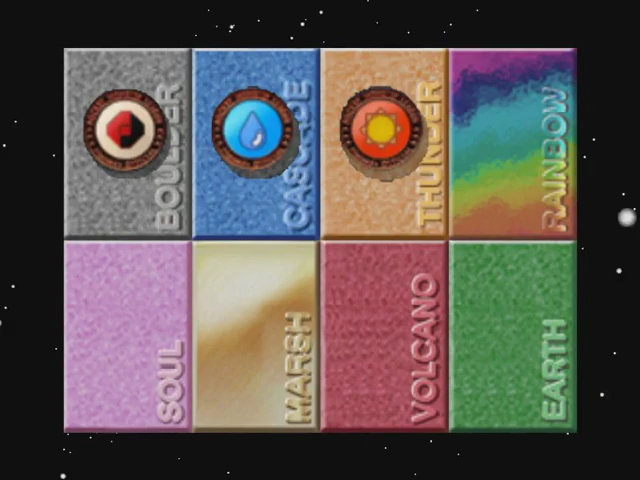 BOULDER
CASCADE
THUNDER
RAINBOW
SOUL
MARSH
VOLCANO
EARTH